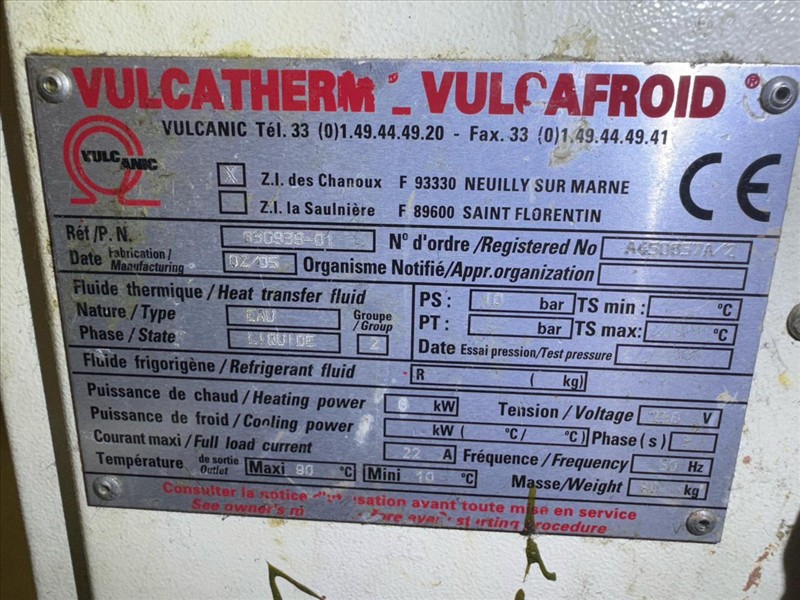 VULCATHERM - VULCAFROID ®
VULCANIC Tél. 33 (0)1.49.44.49.20 - Fax. 33 (0)1.49.44.49.41
VULCANIC
X Z.I. des Chanoux F 93330 NEUILLY SUR MARNE
Z.I. la Saulnière F 89600 SAINT FLORENTIN
CE
Réf /P. N. N° d'ordre /Registered No
Date Fabrication / Manufacturing 02/05 Organisme Notifié/Appr.organization
Fluide thermique / Heat transfer fluid
Nature / Type EAU Groupe / Group
Phase / State LIQUIDE 2
PS : 10 bar TS min : °C
PT : bar TS max : °C
Date Essai pression/Test pressure
Fluide frigorigène / Refrigerant fluid R ( kg)
Puissance de chaud / Heating power kW Tension / Voltage V
Puissance de froid / Cooling power kW ( °C/ °C) Phase ( s )
Courant maxi / Full load current 22 A Fréquence / Frequency 50 Hz
Température de sortie Outlet Maxi 90 °C Mini 10 °C Masse/Weight kg
Consulter la notice d'utilisation avant toute mise en service
See owner's before every starting procedure